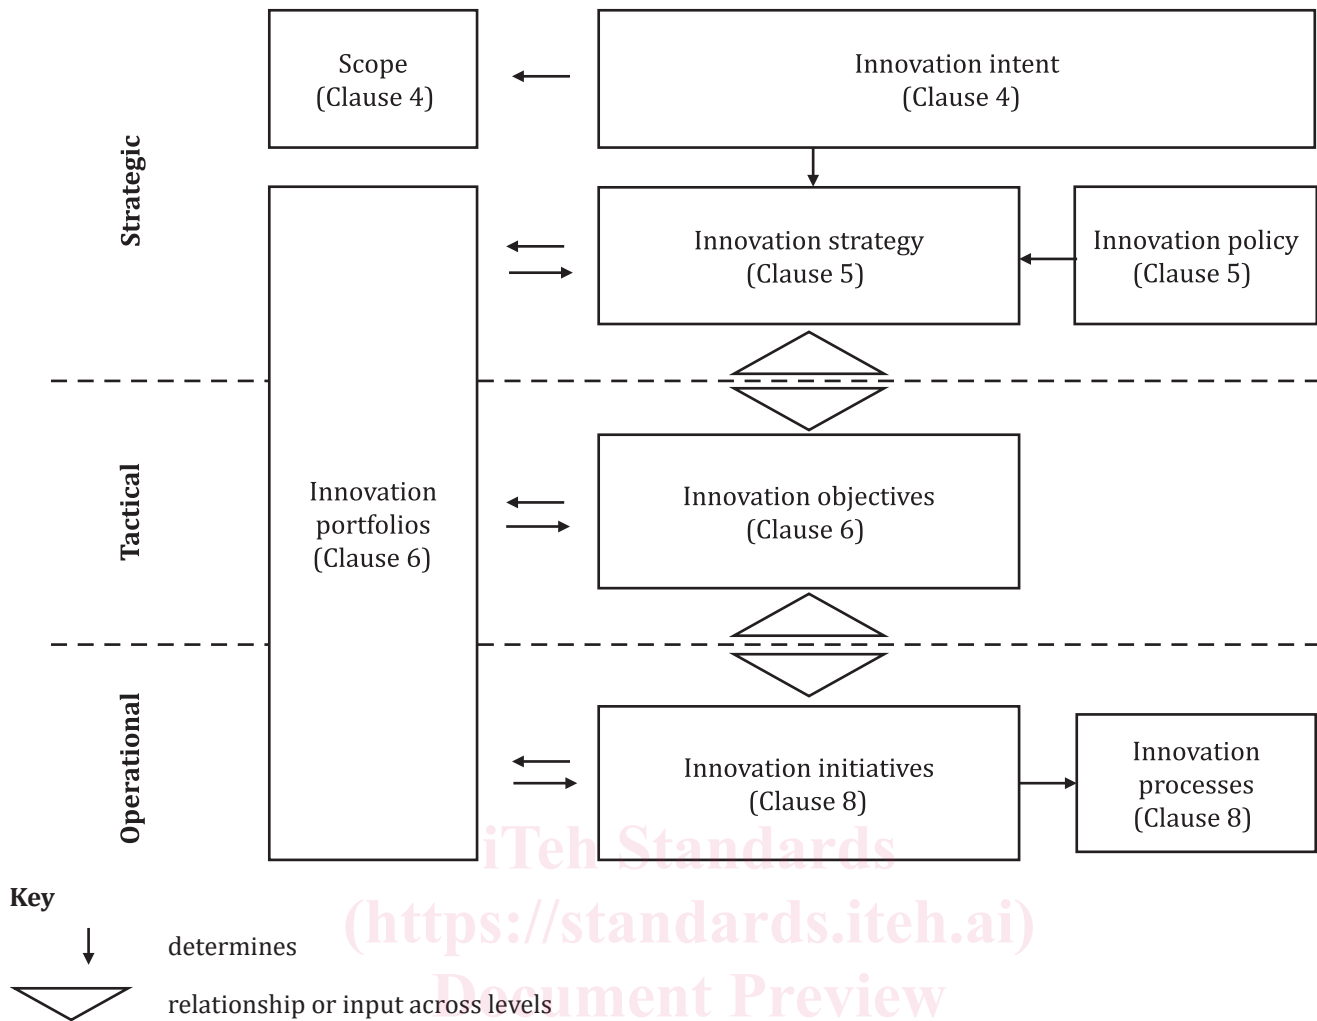 Scope
(Clause 4)
Innovation intent
(Clause 4)
Strategic
Innovation strategy
(Clause 5)
Innovation policy
(Clause 5)
Tactical
Innovation
portfolios
(Clause 6)
Innovation objectives
(Clause 6)
Operational
Innovation initiatives
(Clause 8)
Innovation
processes
(Clause 8)
iTeh Standards
(https://standards.iteh.ai)
Document Preview
Key
determines
relationship or input across levels